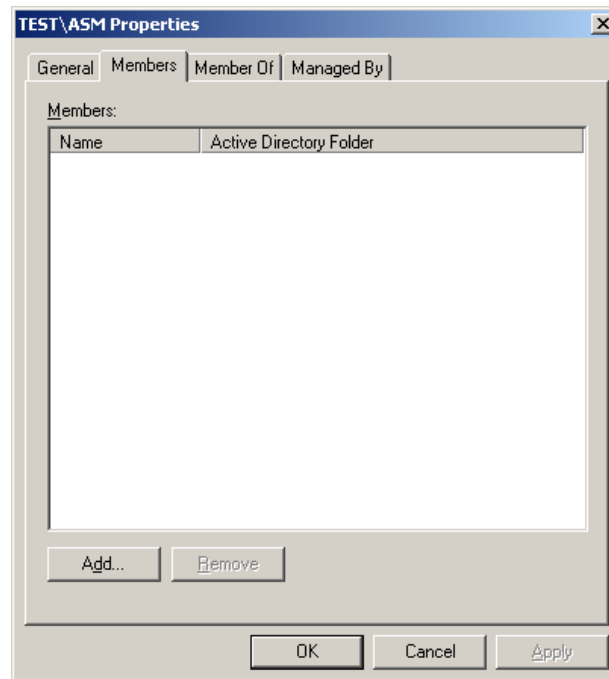 TEST\ASM Properties
General Members Member Of Managed By
Members:
Name Active Directory Folder
Add... Remove
OK Cancel Apply